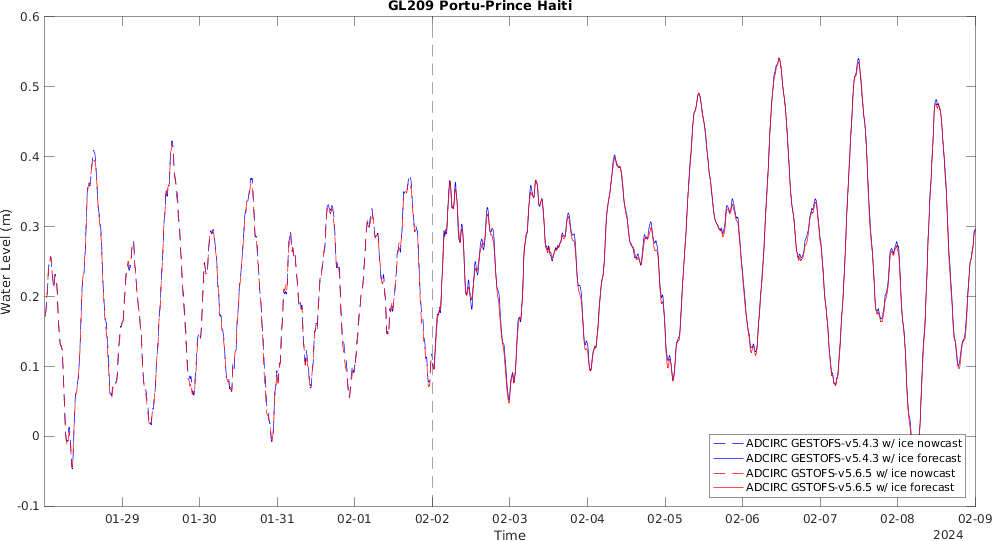 GL209 Portu-Prince Haiti
0.6
0.5
0.4
0.3
0.2
0.1
0
-0.1
Water Level (m)
01-29 01-30 01-31 02-01 02-02 02-03 02-04 02-05 02-06 02-07 02-08 02-09
Time
2024
ADCIRC GESTOFS-v5.4.3 w/ ice nowcast
ADCIRC GESTOFS-v5.4.3 w/ ice forecast
ADCIRC GSTOFS-v5.6.5 w/ ice nowcast
ADCIRC GSTOFS-v5.6.5 w/ ice forecast